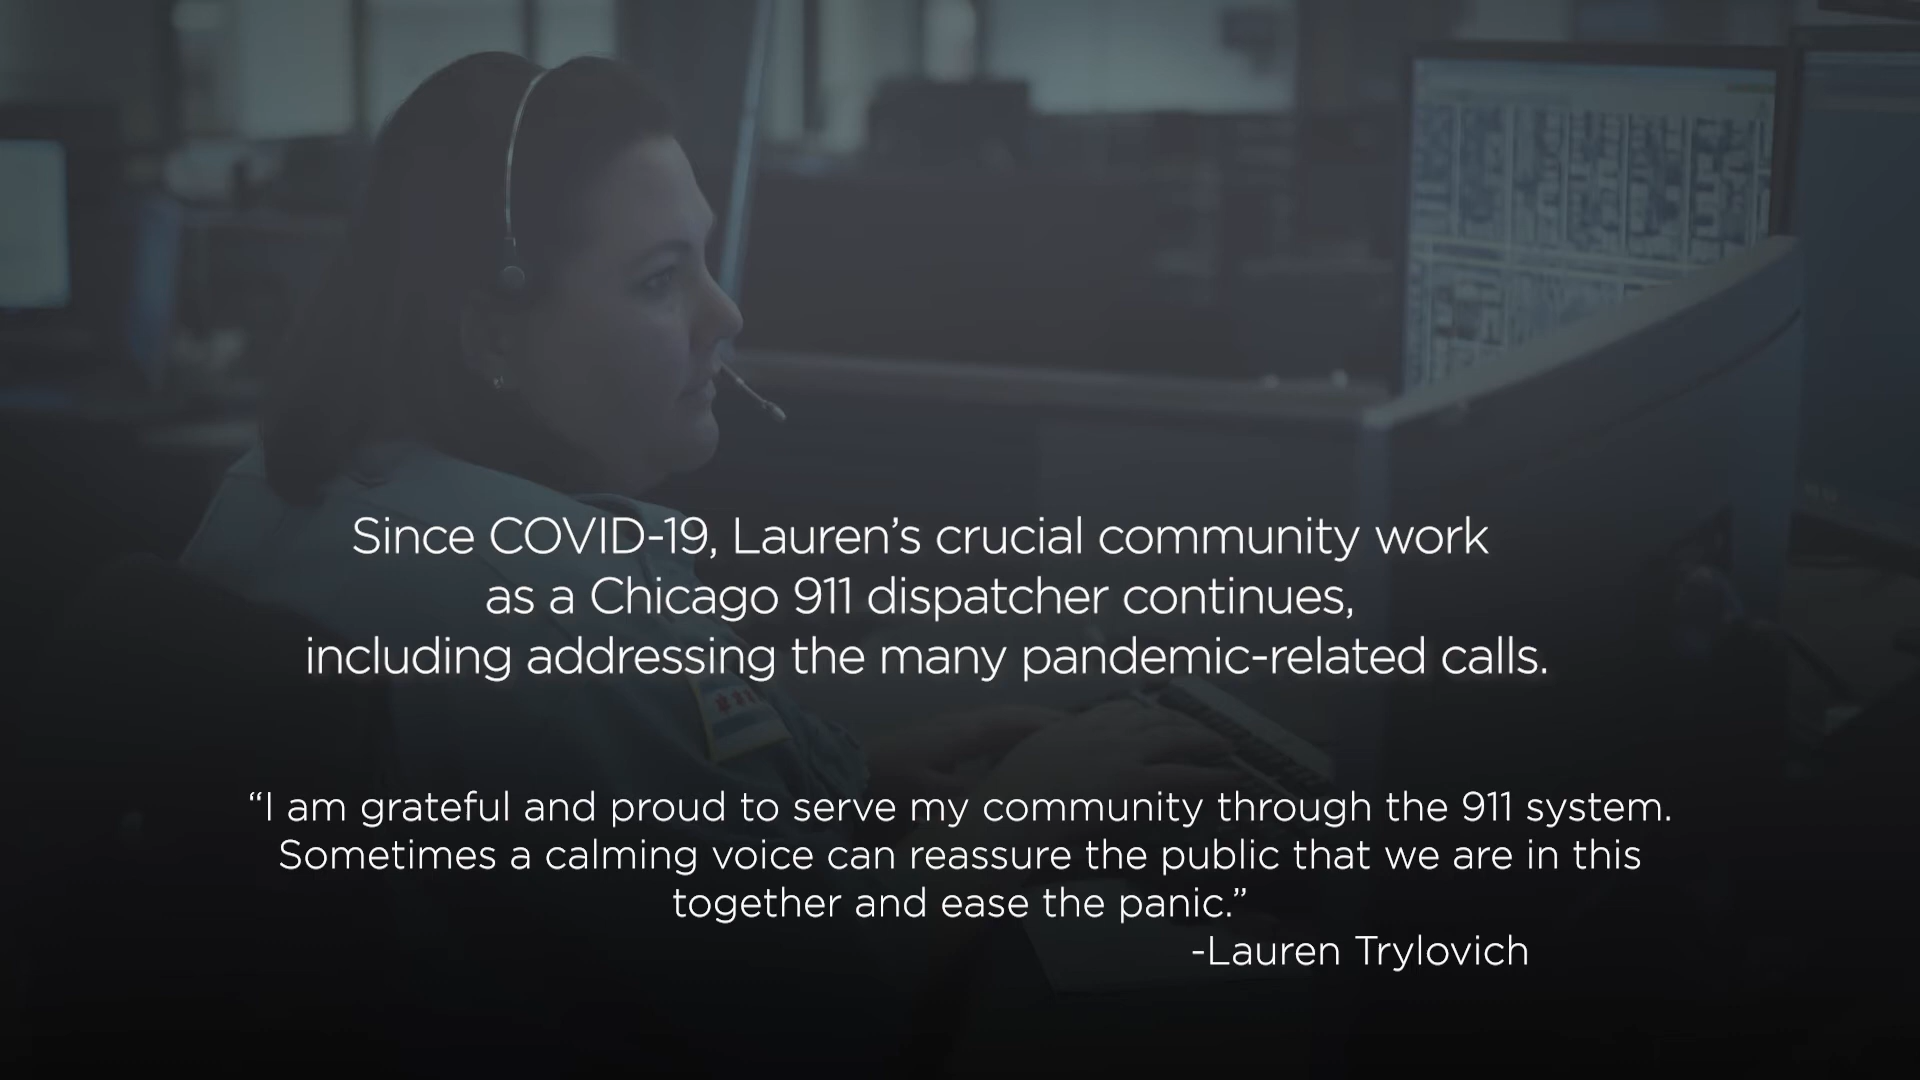 Since COVID-19, Lauren’s crucial community work
as a Chicago 911 dispatcher continues,
including addressing the many pandemic-related calls.
“I am grateful and proud to serve my community through the 911 system.
Sometimes a calming voice can reassure the public that we are in this
together and ease the panic.”
-Lauren Trylovich